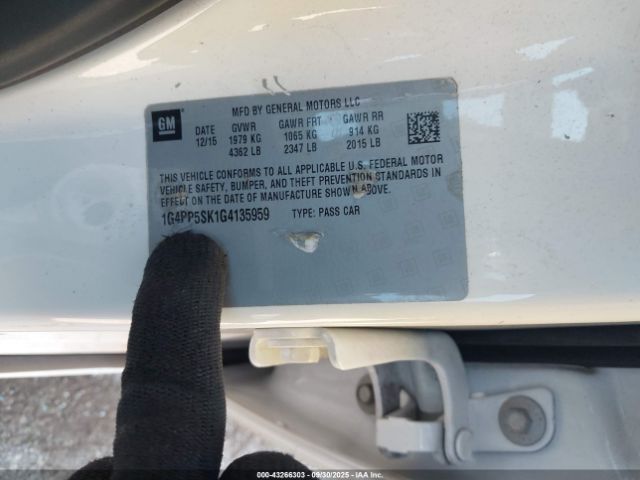 MFD BY GENERAL MOTORS LLC
GM
DATE GVWR GAWR FRT GAWR RR
12/15 1979 KG 1065 KG 914 KG
4362 LB 2347 LB 2015 LB
THIS VEHICLE CONFORMS TO ALL APPLICABLE U.S. FEDERAL MOTOR
VEHICLE SAFETY, BUMPER, AND THEFT PREVENTION STANDARDS
EFFECT ON THE DATE OF MANUFACTURE SHOWN ABOVE.
1G4PP5SK1G4135959 TYPE: PASS CAR
000-43266303 - 09/30/2025 - IAAI.COM